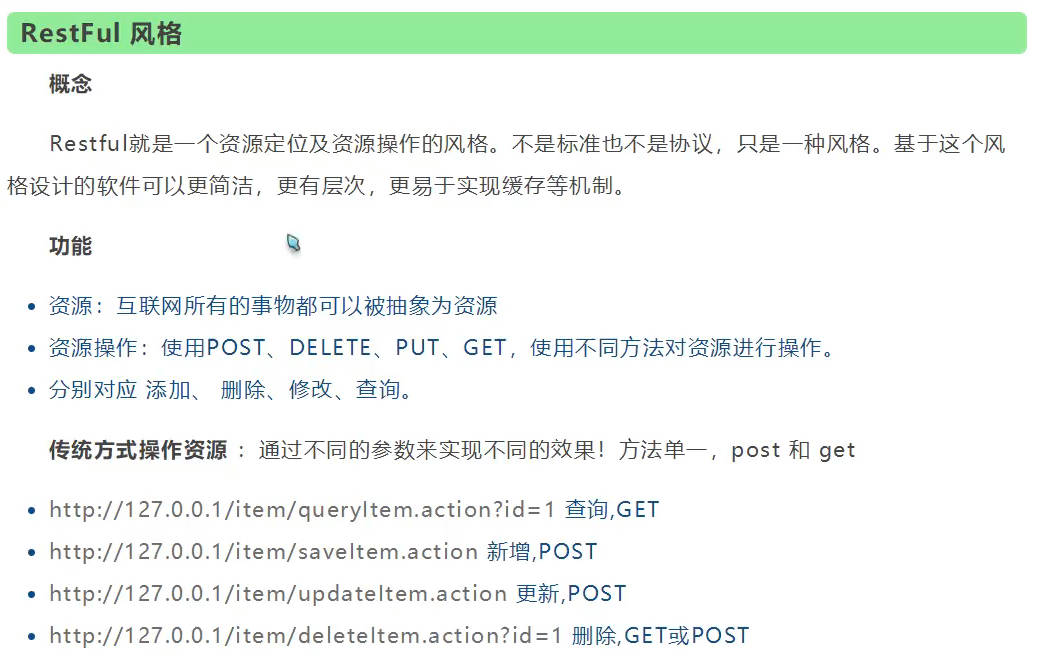 RestFul 风格
概念
Restful就是一个资源定位及资源操作的风格。不是标准也不是协议，只是一种风格。基于这个风
格设计的软件可以更简洁，更有层次，更易于实现缓存等机制。
功能
资源：互联网所有的事物都可以被抽象为资源
资源操作：使用POST、DELETE、PUT、GET，使用不同方法对资源进行操作。
分别对应 添加、 删除、修改、查询。
传统方式操作资源 ：通过不同的参数来实现不同的效果！方法单一，post 和 get
http://127.0.0.1/item/queryItem.action?id=1 查询,GET
http://127.0.0.1/item/saveItem.action 新增,POST
http://127.0.0.1/item/updateItem.action 更新,POST
http://127.0.0.1/item/deleteItem.action?id=1 删除,GET或POST